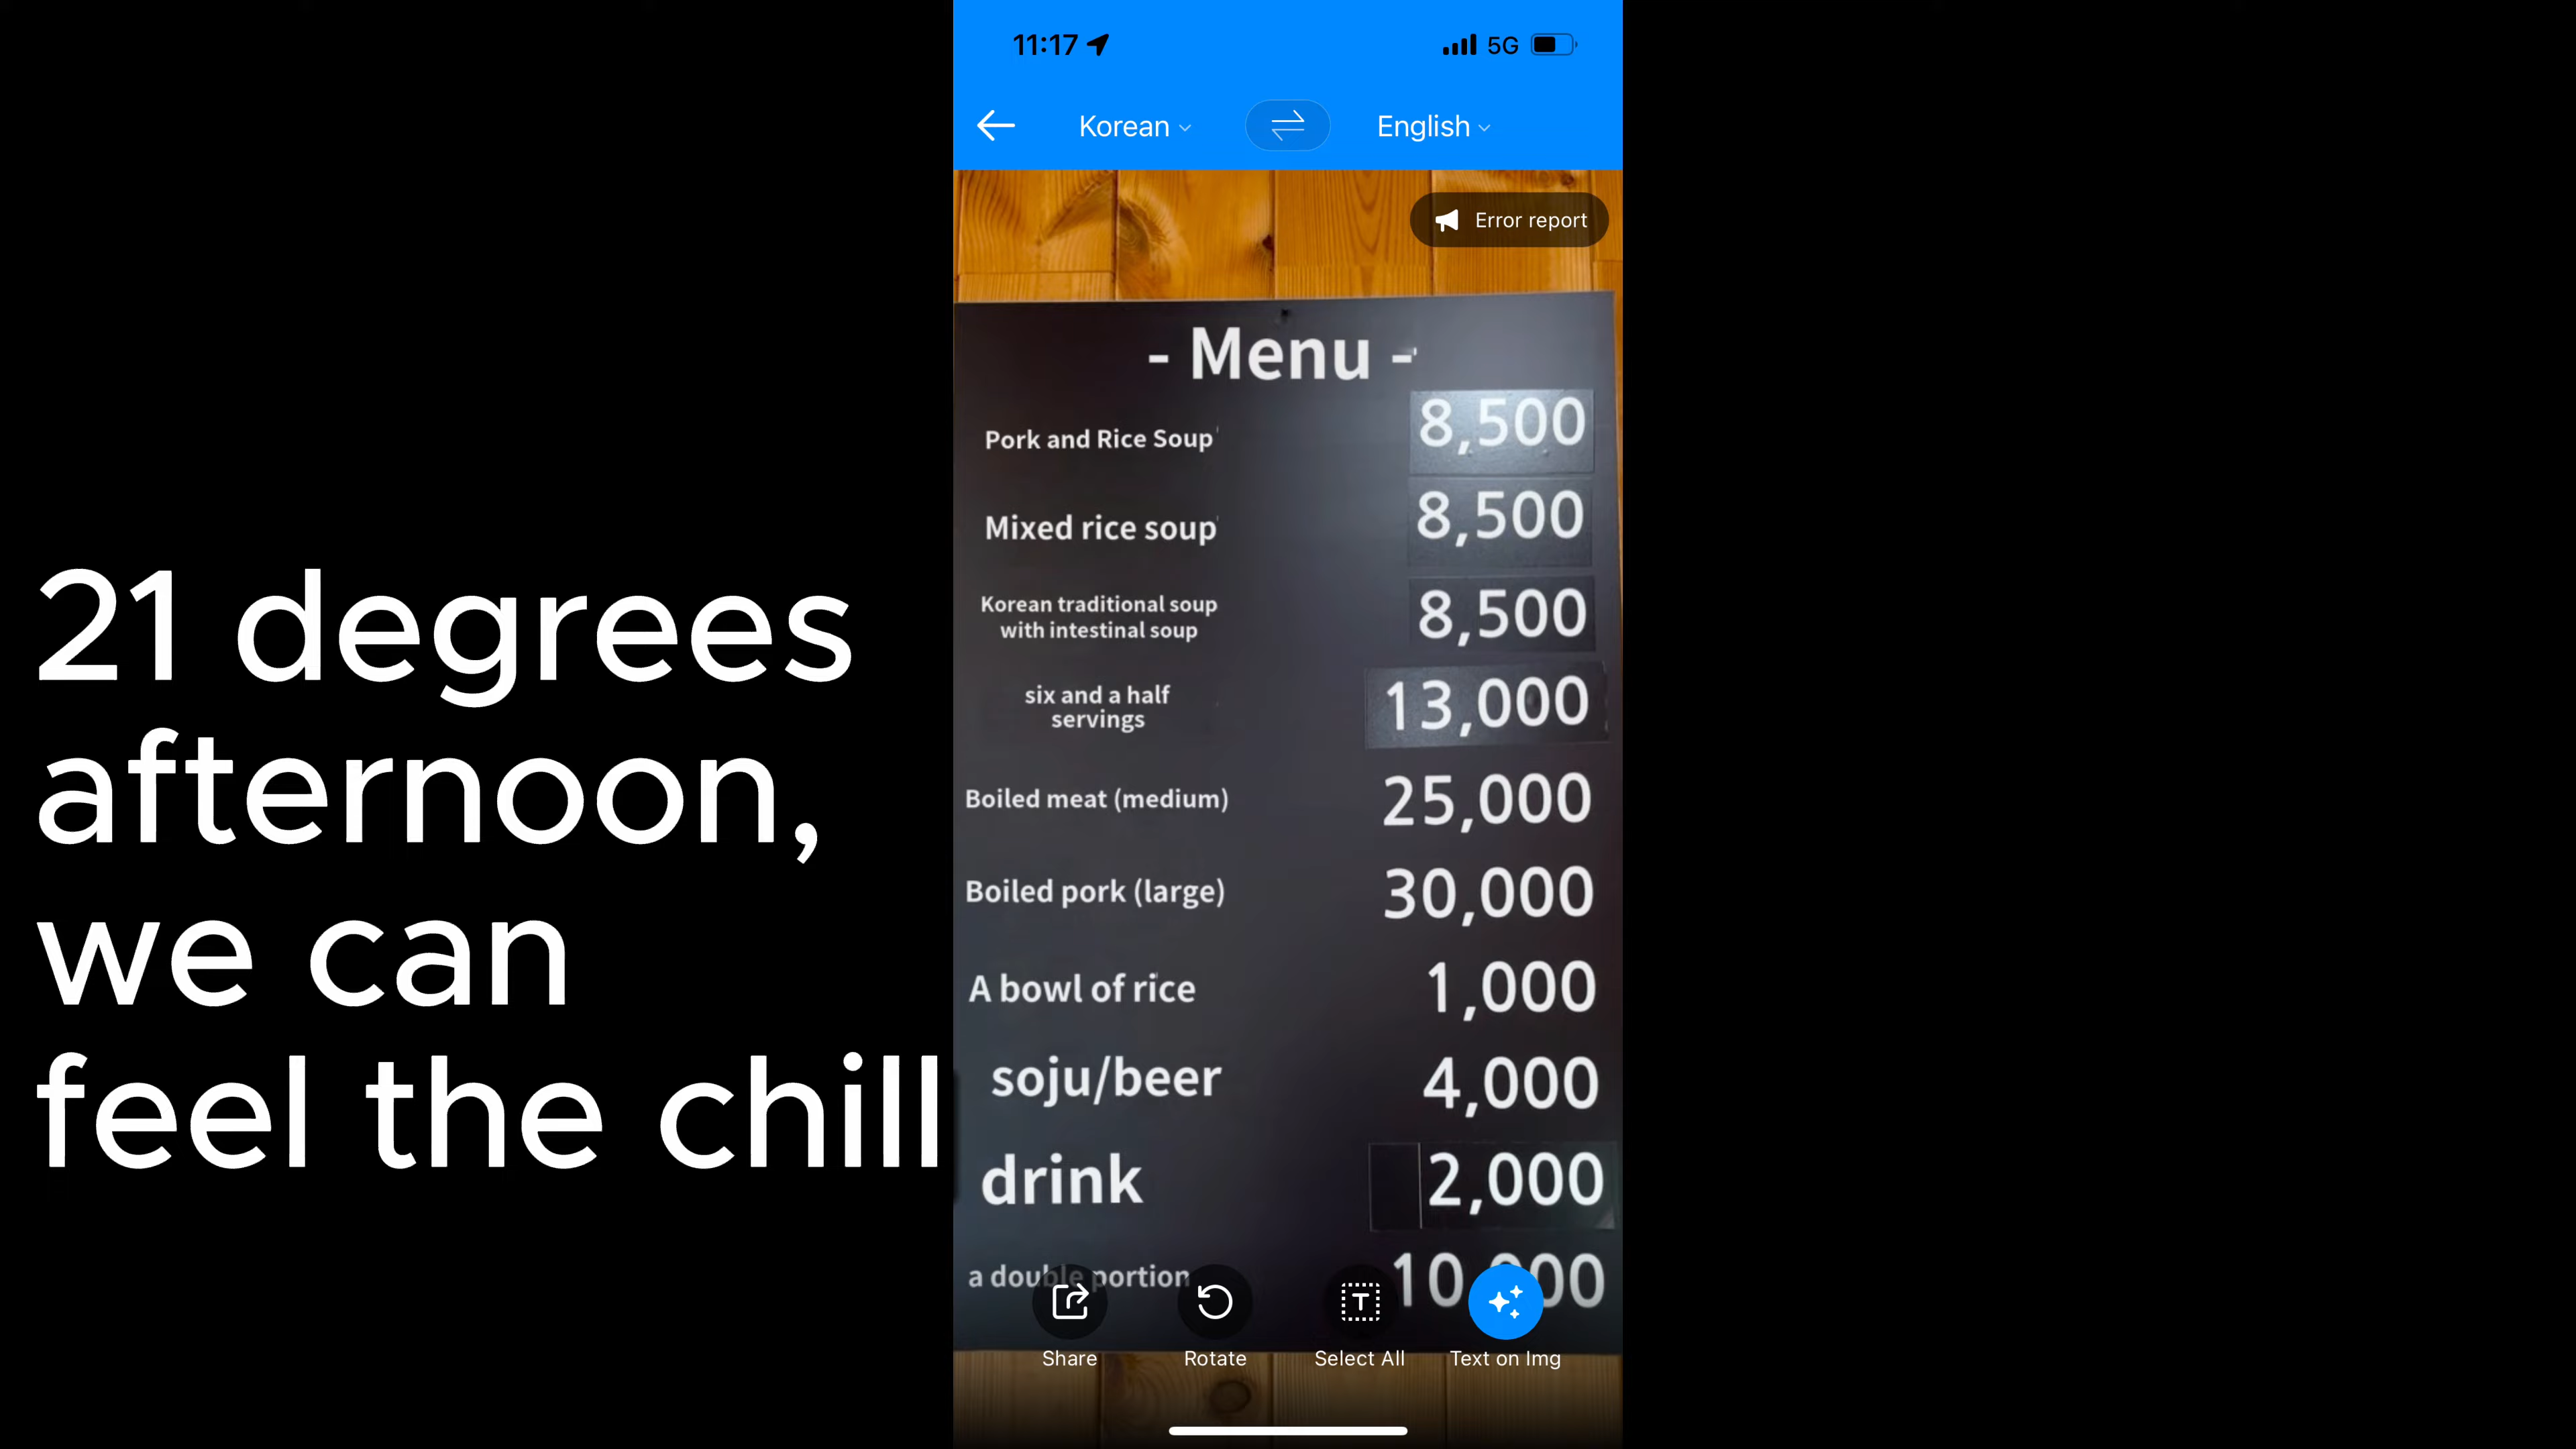 21 degrees
afternoon,
we can
feel the chill
11:17
5G
Korean
English
Error report
- Menu -
Pork and Rice Soup 8,500
Mixed rice soup 8,500
Korean traditional soup
with intestinal soup 8,500
six and a half
servings 13,000
Boiled meat (medium) 25,000
Boiled pork (large) 30,000
A bowl of rice 1,000
soju/beer 4,000
drink 2,000
a double portion
Share
Rotate
T
Select All
Text on Img